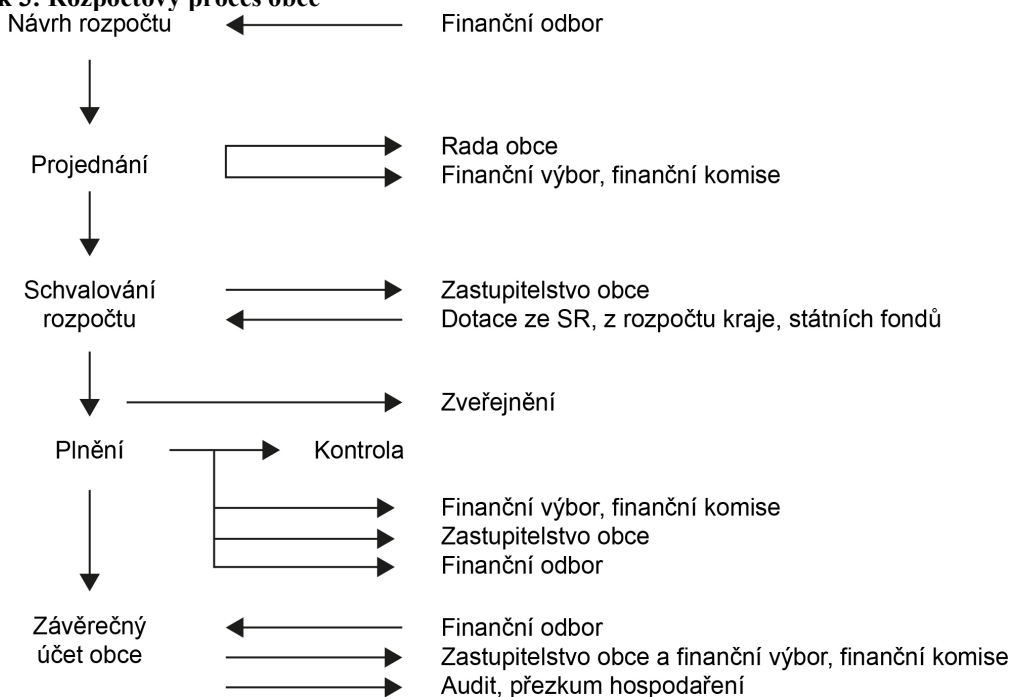 k 3: Rozpočtový proces obce
Návrh rozpočtu
Finanční odbor
Projednání
Rada obce
Finanční výbor, finanční komise
Schvalování
rozpočtu
Zastupitelstvo obce
Dotace ze SR, z rozpočtu kraje, státních fondů
Zveřejnění
Plnění
Kontrola
Finanční výbor, finanční komise
Zastupitelstvo obce
Finanční odbor
Závěrečný
účet obce
Finanční odbor
Zastupitelstvo obce a finanční výbor, finanční komise
Audit, přezkum hospodaření